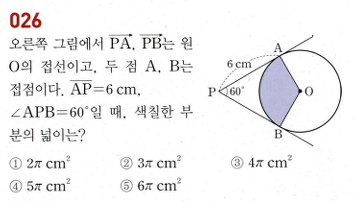 026
오른쪽 그림에서 PA, PB는 원
O의 접선이고, 두 점 A, B는
접점이다. AP=6 cm,
∠APB=60°일 때, 색칠한 부
분의 넓이는?
① 2π cm² ② 3π cm² ③ 4π cm²
④ 5π cm² ⑤ 6π cm²
A
6 cm
P 60° O
B